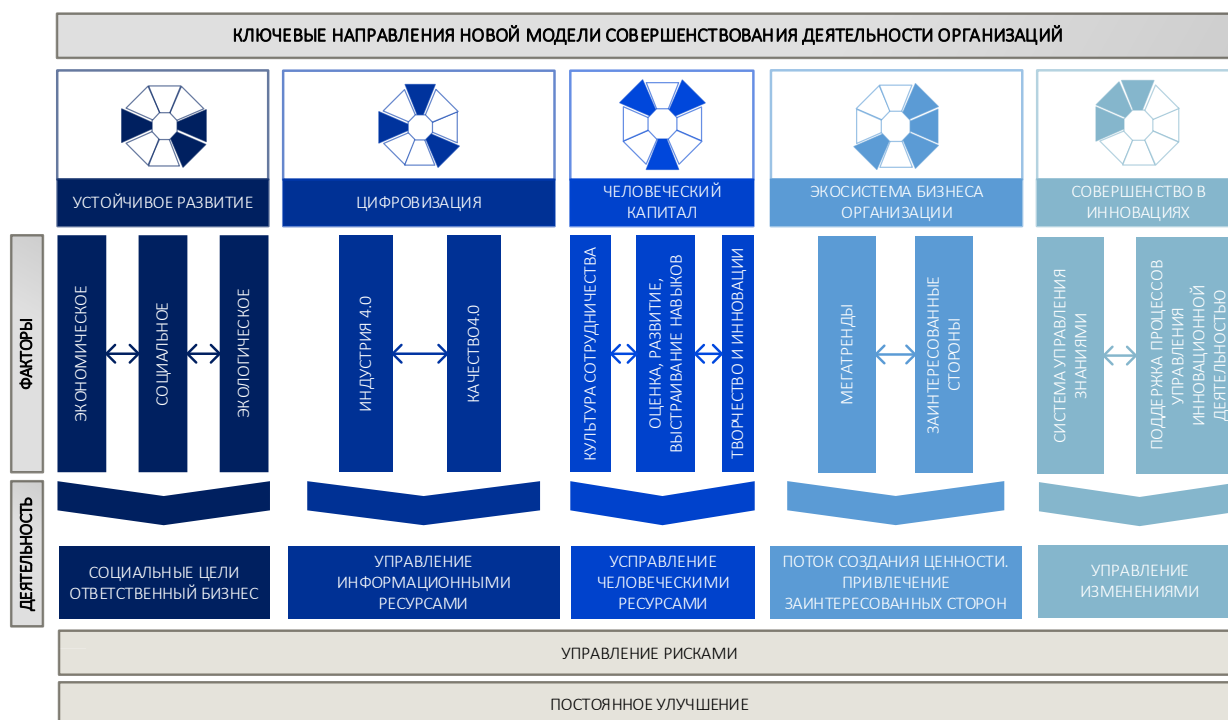 КЛЮЧЕВЫЕ НАПРАВЛЕНИЯ НОВОЙ МОДЕЛИ СОВЕРШЕНСТВОВАНИЯ ДЕЯТЕЛЬНОСТИ ОРГАНИЗАЦИЙ
УСТОЙЧИВОЕ РАЗВИТИЕ
ЦИФРОВИЗАЦИЯ
ЧЕЛОВЕЧЕСКИЙ
КАПИТАЛ
ЭКОСИСТЕМА БИЗНЕСА
ОРГАНИЗАЦИИ
СОВЕРШЕНСТВО В
ИННОВАЦИЯХ
ФАКТОРЫ
ЭКОНОМИЧЕСКОЕ
СОЦИАЛЬНОЕ
ЭКОЛОГИЧЕСКОЕ
ИНДУСТРИЯ 4.0
КАЧЕСТВО4.0
КУЛЬТУРА СОТРУДНИЧЕСТВА
ОЦЕНКА, РАЗВИТИЕ,
ВЫСТРАИВАНИЕ НАВЫКОВ
ТВОРЧЕСТВО И ИННОВАЦИИ
МЕГАТРЕНДЫ
ЗАИНТЕРЕСОВАННЫЕ
СТОРОНЫ
СИСТЕМА УПРАВЛЕНИЯ
ЗНАНИЯМИ
ПОДДЕРЖКА ПРОЦЕССОВ
УПРАВЛЕНИЯ
ИННОВАЦИОННОЙ
ДЕЯТЕЛЬНОСТЬЮ
ДЕЯТЕЛЬНОСТЬ
СОЦИАЛЬНЫЕ ЦЕЛИ
ОТВЕТСТВЕННЫЙ БИЗНЕС
УПРАВЛЕНИЕ
ИНФОРМАЦИОННЫМИ
РЕСУРСАМИ
УСПРАВЛЕНИЕ
ЧЕЛОВЕЧЕСКИМИ
РЕСУРСАМИ
ПОТОК СОЗДАНИЯ ЦЕННОСТИ.
ПРИВЛЕЧЕНИЕ
ЗАИНТЕРЕСОВАННЫХ СТОРОН
УПРАВЛЕНИЕ
ИЗМЕНЕНИЯМИ
УПРАВЛЕНИЕ РИСКАМИ
ПОСТОЯННОЕ УЛУЧШЕНИЕ